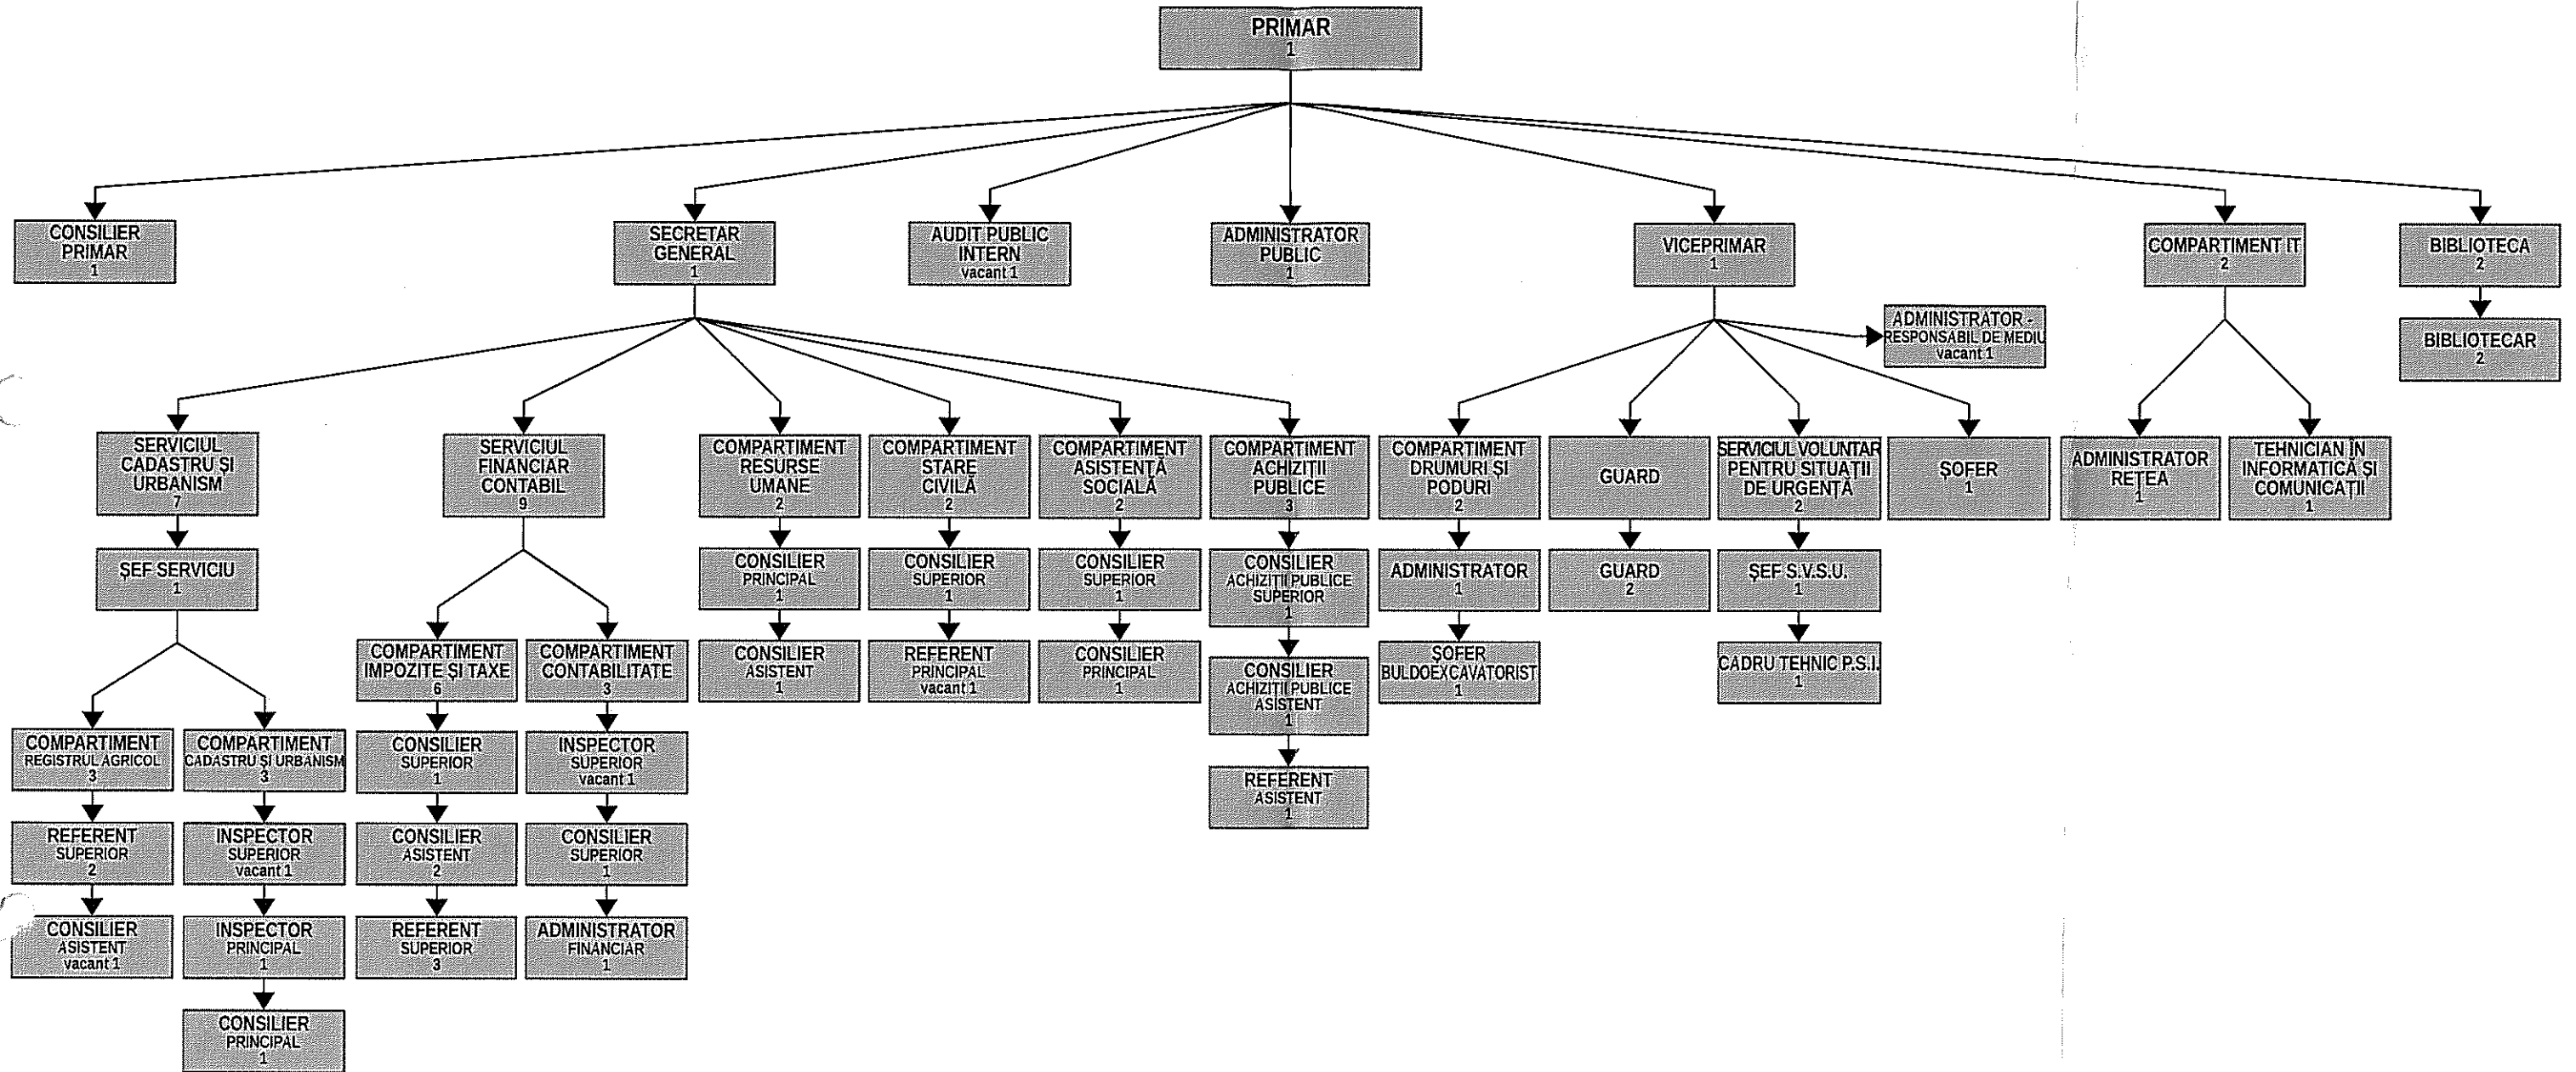 PRIMAR
1
CONSILIER
PRIMAR
1
SECRETAR
GENERAL
1
AUDIT PUBLIC
INTERN
vacant 1
ADMINISTRATOR
PUBLIC
1
VICEPRIMAR
1
COMPARTIMENT IT
2
BIBLIOTECA
2
ADMINISTRATOR -
RESPONSABIL DE MEDIU
vacant 1
BIBLIOTECAR
2
SERVICIUL
CADASTRU ȘI
URBANISM
7
SERVICIUL
FINANCIAR
CONTABIL
9
COMPARTIMENT
RESURSE
UMANE
2
COMPARTIMENT
STARE
CIVILĂ
2
COMPARTIMENT
ASISTENȚĂ
SOCIALĂ
2
COMPARTIMENT
ACHIZIȚII
PUBLICE
3
COMPARTIMENT
DRUMURI ȘI
PODURI
2
GUARD
SERVICIUL VOLUNTAR
PENTRU SITUAȚII
DE URGENȚĂ
2
ȘOFER
1
ADMINISTRATOR
REȚEA
1
TEHNICIAN ÎN
INFORMATICĂ ȘI
COMUNICAȚII
1
ȘEF SERVICIU
1
CONSILIER
PRINCIPAL
1
CONSILIER
SUPERIOR
1
CONSILIER
SUPERIOR
1
CONSILIER
ACHIZIȚII PUBLICE
SUPERIOR
1
ADMINISTRATOR
1
GUARD
2
ȘEF S.V.S.U.
1
COMPARTIMENT
IMPOZITE ȘI TAXE
6
COMPARTIMENT
CONTABILITATE
3
CONSILIER
ASISTENT
1
REFERENT
PRINCIPAL
vacant 1
CONSILIER
PRINCIPAL
1
CONSILIER
ACHIZIȚII PUBLICE
ASISTENT
1
ȘOFER
BULDOEXCAVATORIST
1
CADRU TEHNIC P.S.I.
1
COMPARTIMENT
REGISTRUL AGRICOL
3
COMPARTIMENT
CADASTRU ȘI URBANISM
3
CONSILIER
SUPERIOR
1
INSPECTOR
SUPERIOR
vacant 1
REFERENT
ASISTENT
1
REFERENT
SUPERIOR
2
INSPECTOR
SUPERIOR
vacant 1
CONSILIER
ASISTENT
2
CONSILIER
SUPERIOR
1
CONSILIER
ASISTENT
vacant 1
INSPECTOR
PRINCIPAL
1
REFERENT
SUPERIOR
3
ADMINISTRATOR
FINANCIAR
1
CONSILIER
PRINCIPAL
1